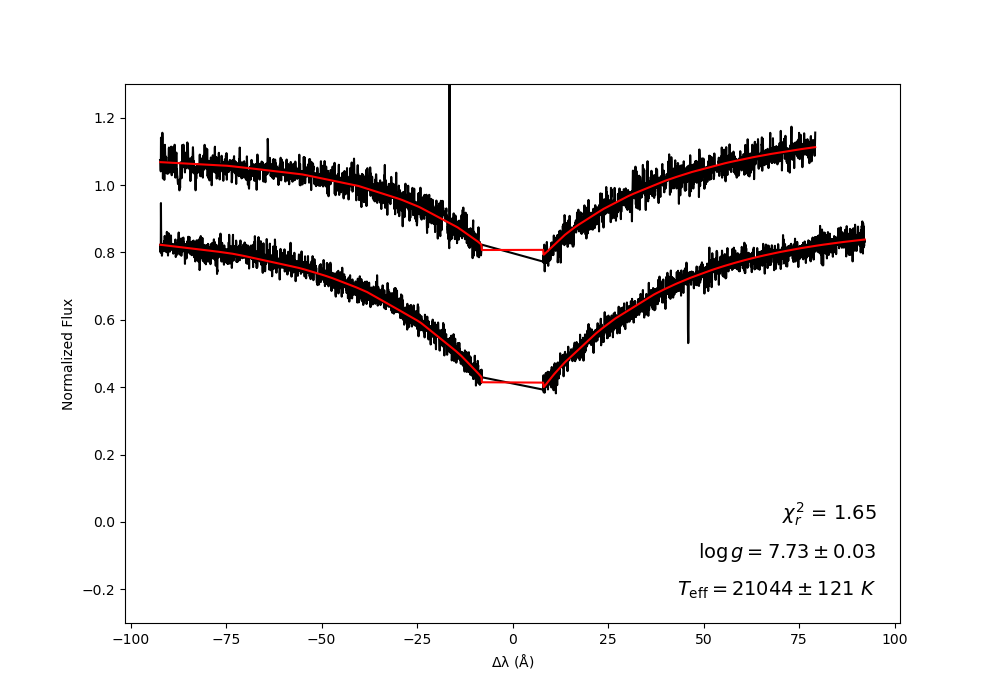 1.2
1.0
0.8
0.6
0.4
0.2
0.0
−0.2
Normalized Flux
χ²ᵣ = 1.65
log g = 7.73 ± 0.03
T_eff = 21044 ± 121 K
−100 −75 −50 −25 0 25 50 75 100
Δλ (Å)